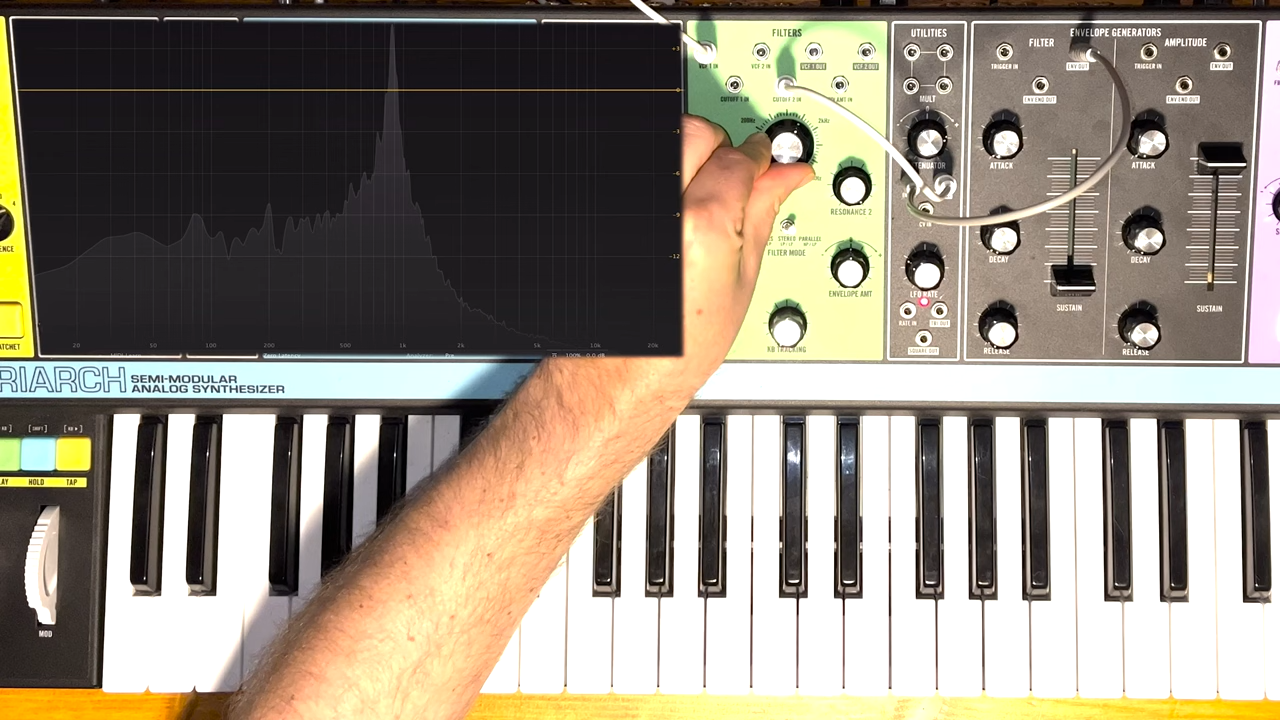 FILTERS
VCF 1 IN
VCF 2 IN
VCF 1 OUT
VCF 2 OUT
CUTOFF 1 IN
CUTOFF 2 IN
AMT IN
200Hz
2kHz
RESONANCE 2
STEREO
PARALLEL
FILTER MODE
ENVELOPE AMT
KB TRACKING
UTILITIES
MULT
LFO RATE
RATE IN
TRI OUT
SQUARE OUT
ENVELOPE GENERATORS
FILTER
AMPLITUDE
TRIGGER IN
ENV OUT
TRIGGER IN
ENV OUT
ENV END OUT
ENV END OUT
ATTACK
ATTACK
DECAY
DECAY
SUSTAIN
SUSTAIN
RELEASE
RELEASE
+3
0
-3
-6
-9
-12
20
50
100
200
500
1k
2k
5k
10k
20k
RIARCH
SEMI-MODULAR
ANALOG SYNTHESIZER
ENCE
ATCHET
[SHIFT]
LAY
HOLD
TAP
MOD